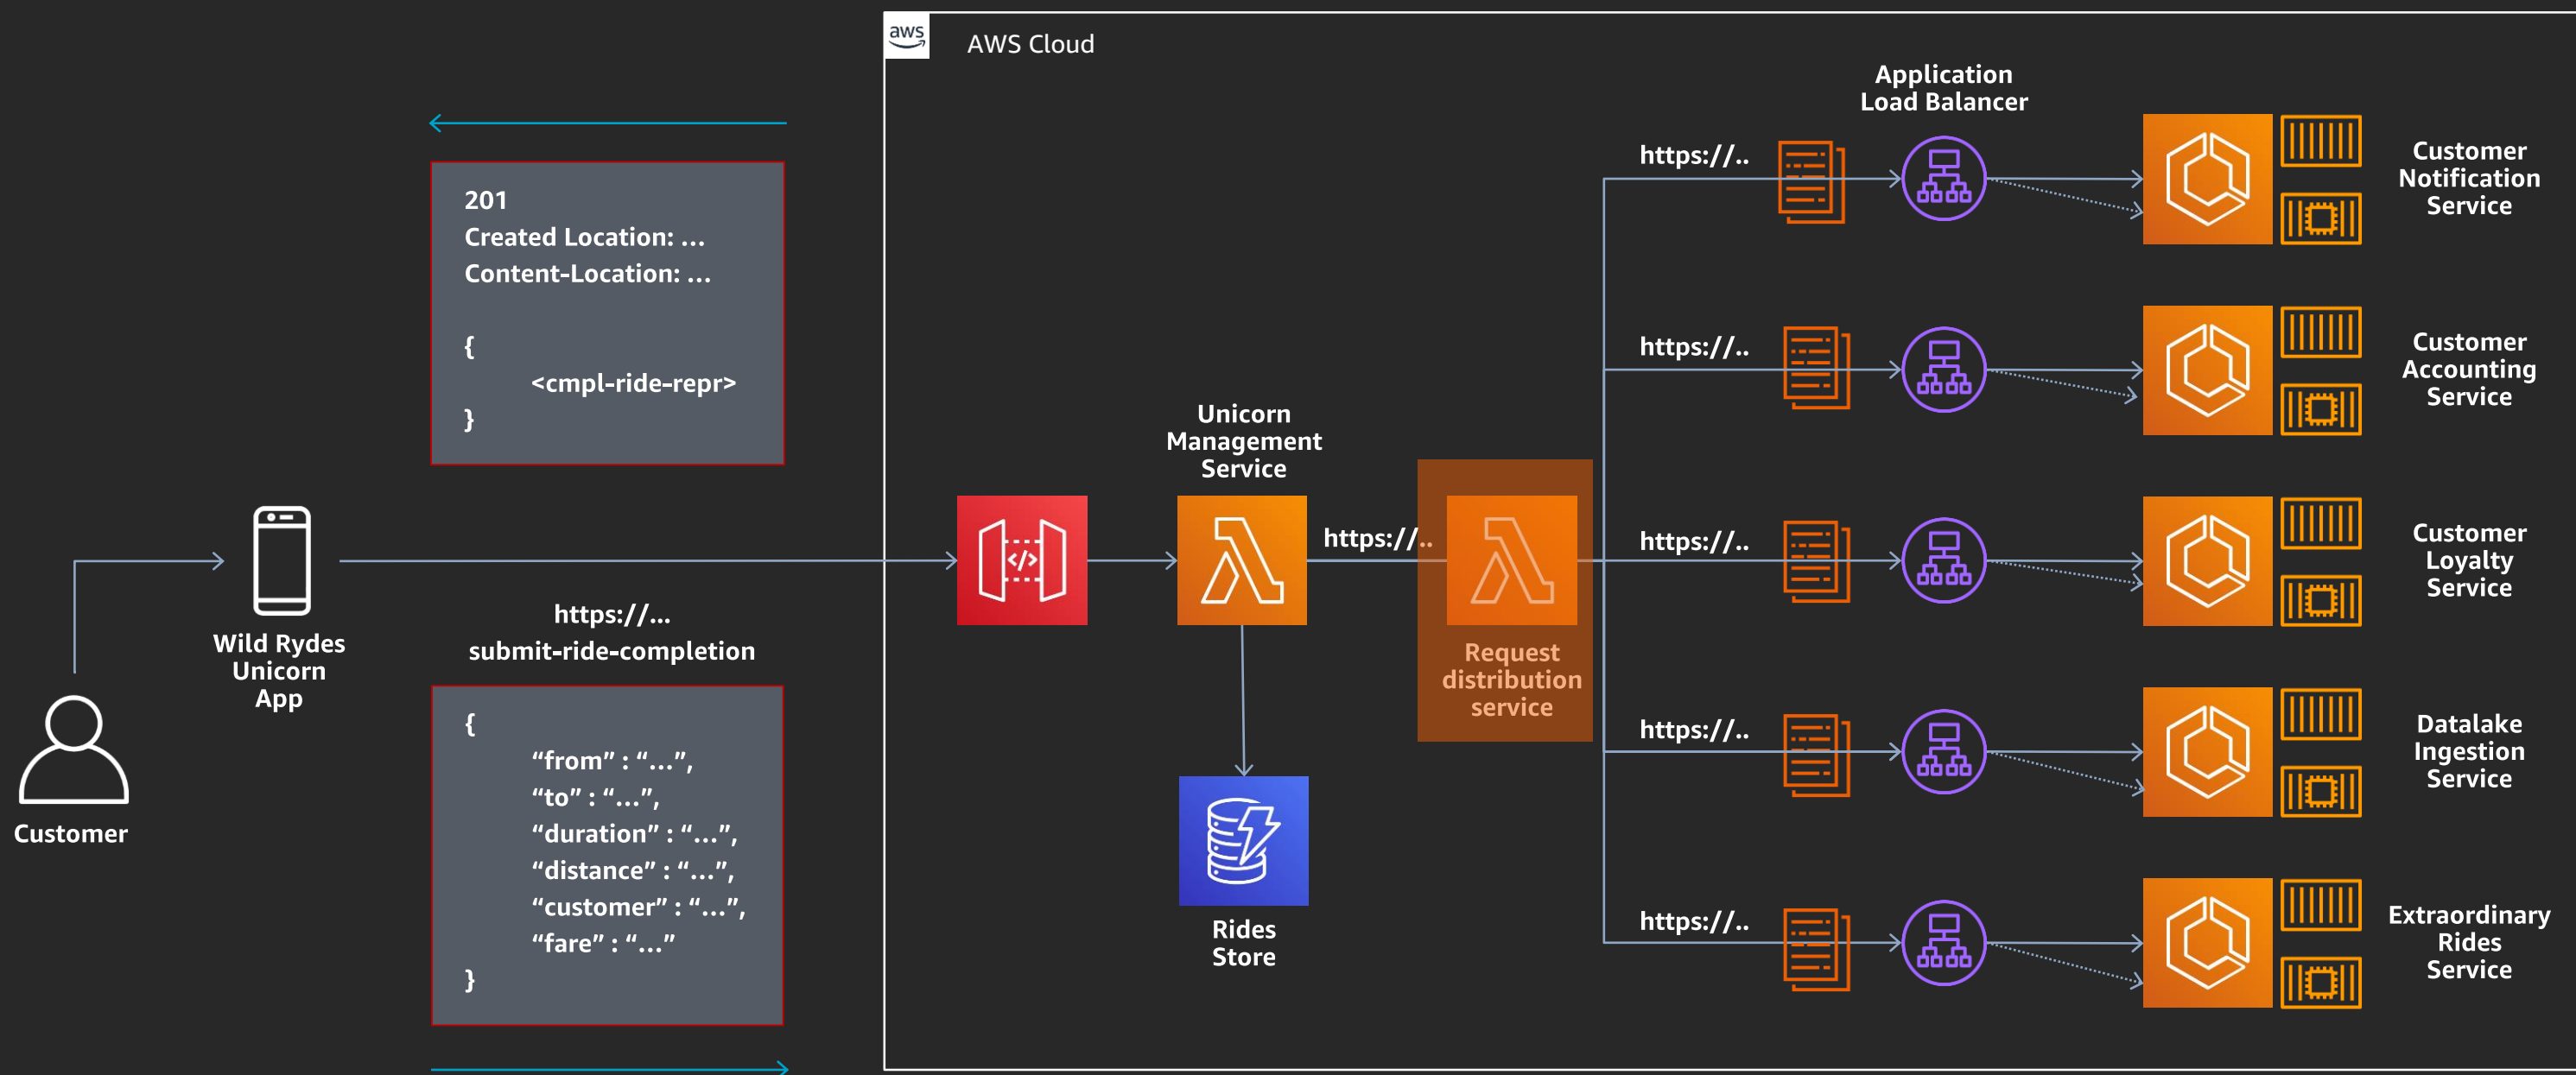 aws
AWS Cloud
201
Created Location: ...
Content-Location: ...
{
<cmpl-ride-repr>
}
Customer
Wild Rydes
Unicorn
App
https://...
submit-ride-completion
{
“from” : “...”,
“to” : “...”,
“duration” : “...”,
“distance” : “...”,
“customer” : “...”,
“fare” : “...”
}
</>
Unicorn
Management
Service
Rides
Store
https://..
Request
distribution
service
Application
Load Balancer
https://..
Customer
Notification
Service
https://..
Customer
Accounting
Service
https://..
Customer
Loyalty
Service
https://..
Datalake
Ingestion
Service
https://..
Extraordinary
Rides
Service